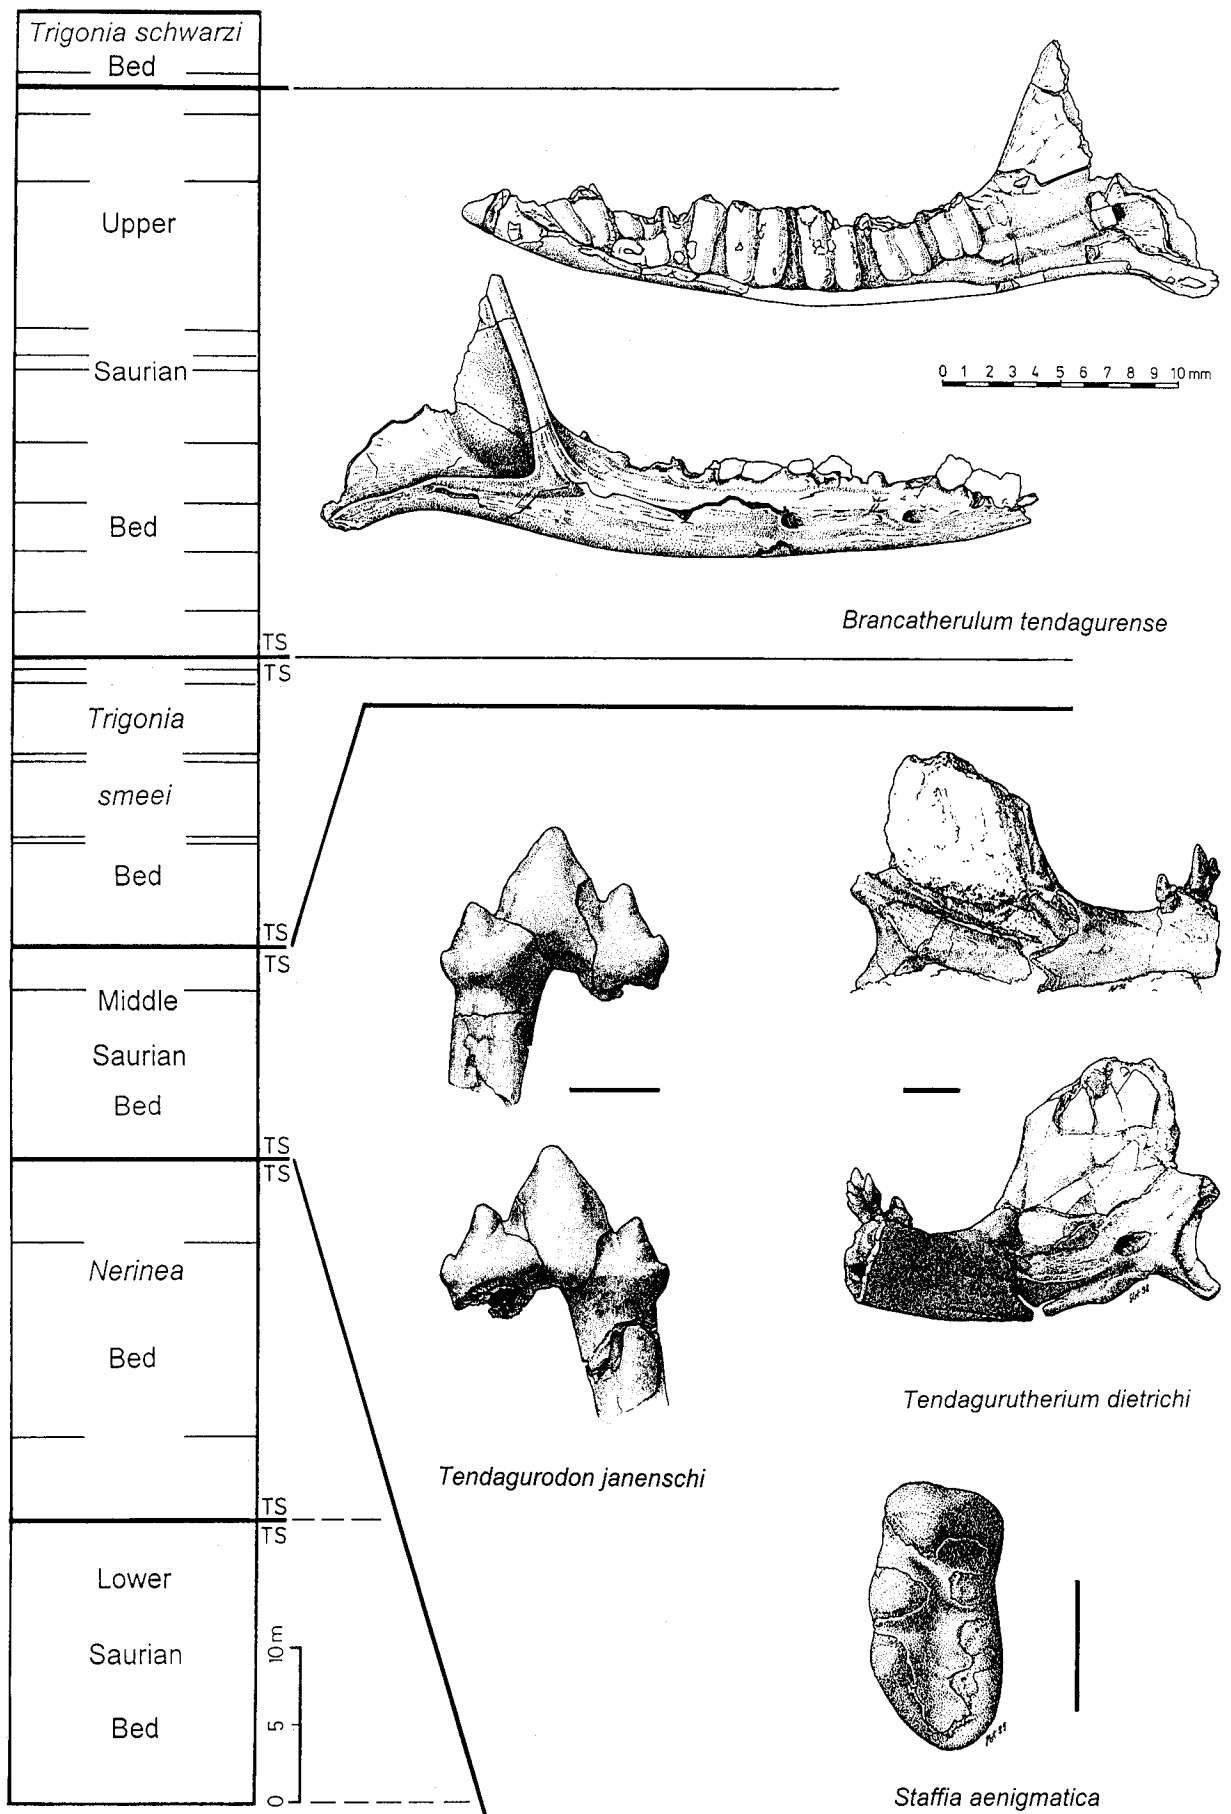 Trigonia schwarzi
Bed
Upper
Saurian
Bed
TS
TS
Trigonia
smeei
Bed
TS
TS
Middle
Saurian
Bed
TS
TS
Nerinea
Bed
TS
TS
Lower
Saurian
Bed
10 m
5
0
0 1 2 3 4 5 6 7 8 9 10 mm
Brancatherulum tendagurense
Tendagurodon janenschi
Tendagurutherium dietrichi
Staffia aenigmatica